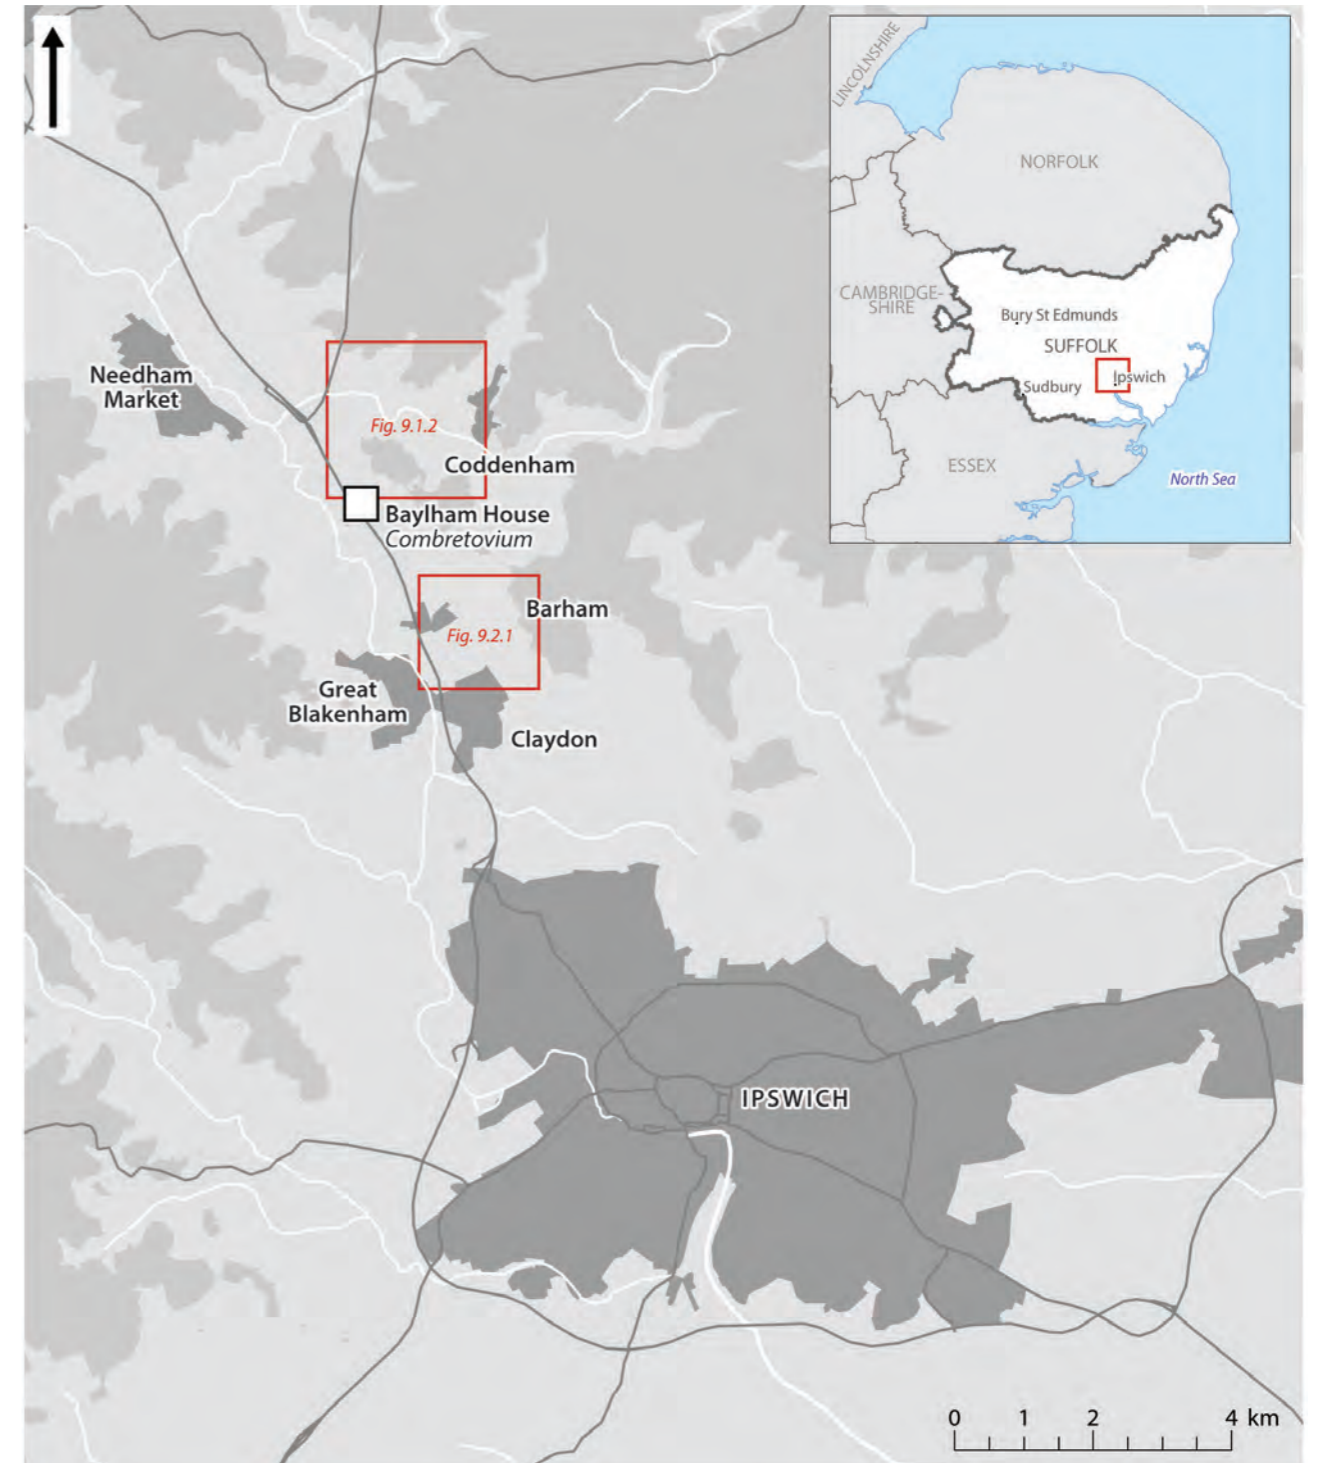 LINCOLNSHIRE
NORFOLK
CAMBRIDGE-
SHIRE
Bury St Edmunds
SUFFOLK
Ipswich
Sudbury
ESSEX
North Sea
Needham
Market
Fig. 9.1.2
Coddenham
Baylham House
Combretovium
Barham
Fig. 9.2.1
Great
Blakenham
Claydon
IPSWICH
0 1 2 4 km